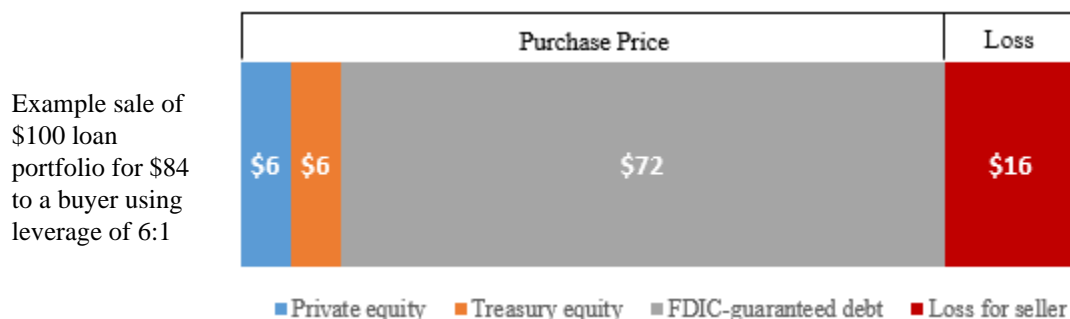 Purchase Price
Loss
Example sale of
$100 loan
portfolio for $84
to a buyer using
leverage of 6:1
$6
$6
$72
$16
Private equity
Treasury equity
FDIC-guaranteed debt
Loss for seller